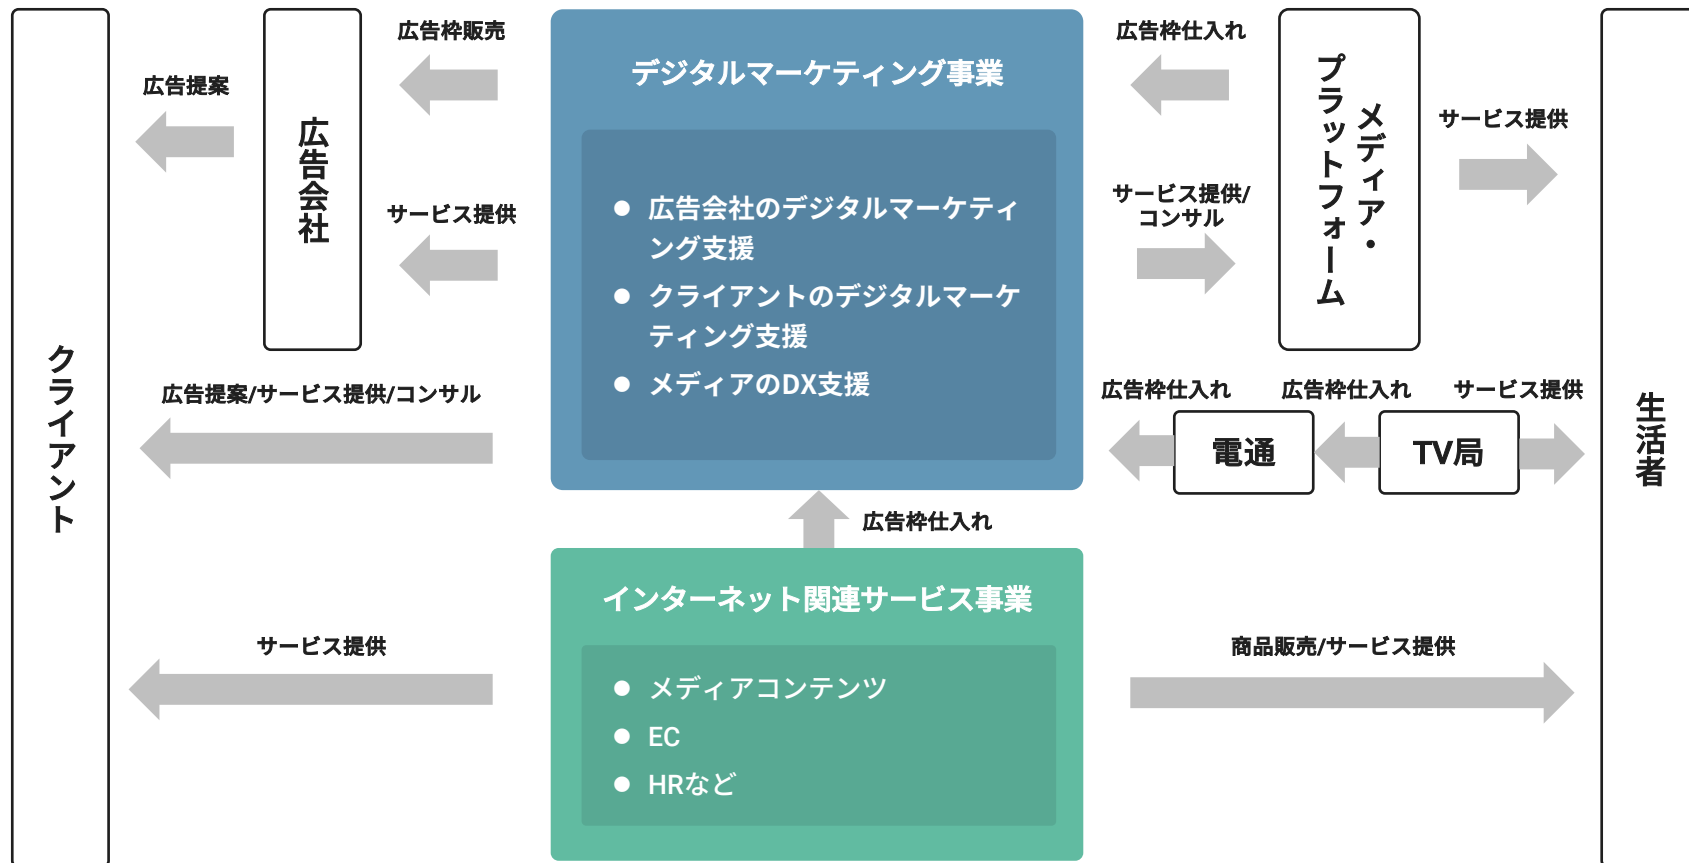 クライアント
広告提案
広告会社
広告枠販売
サービス提供
広告提案/サービス提供/コンサル
サービス提供
デジタルマーケティング事業
● 広告会社のデジタルマーケティ
ング支援
● クライアントのデジタルマーケ
ティング支援
● メディアのDX支援
広告枠仕入れ
インターネット関連サービス事業
● メディアコンテンツ
● EC
● HRなど
広告枠仕入れ
サービス提供/
コンサル
メディア・
プラットフォーム
サービス提供
広告枠仕入れ
電通
広告枠仕入れ
TV局
サービス提供
商品販売/サービス提供
生活者